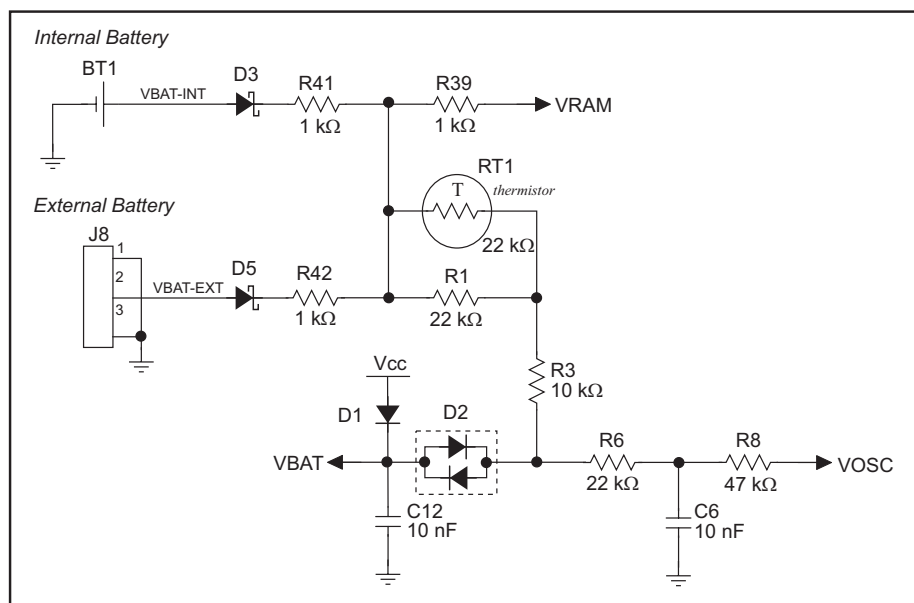 Internal Battery
BT1
VBAT-INT
D3
R41
1 kΩ
R39
1 kΩ
VRAM
RT1
T
thermistor
22 kΩ
External Battery
J8
1
2
3
VBAT-EXT
D5
R42
1 kΩ
R1
22 kΩ
R3
10 kΩ
Vcc
D1
D2
VBAT
C12
10 nF
R6
22 kΩ
R8
47 kΩ
VOSC
C6
10 nF